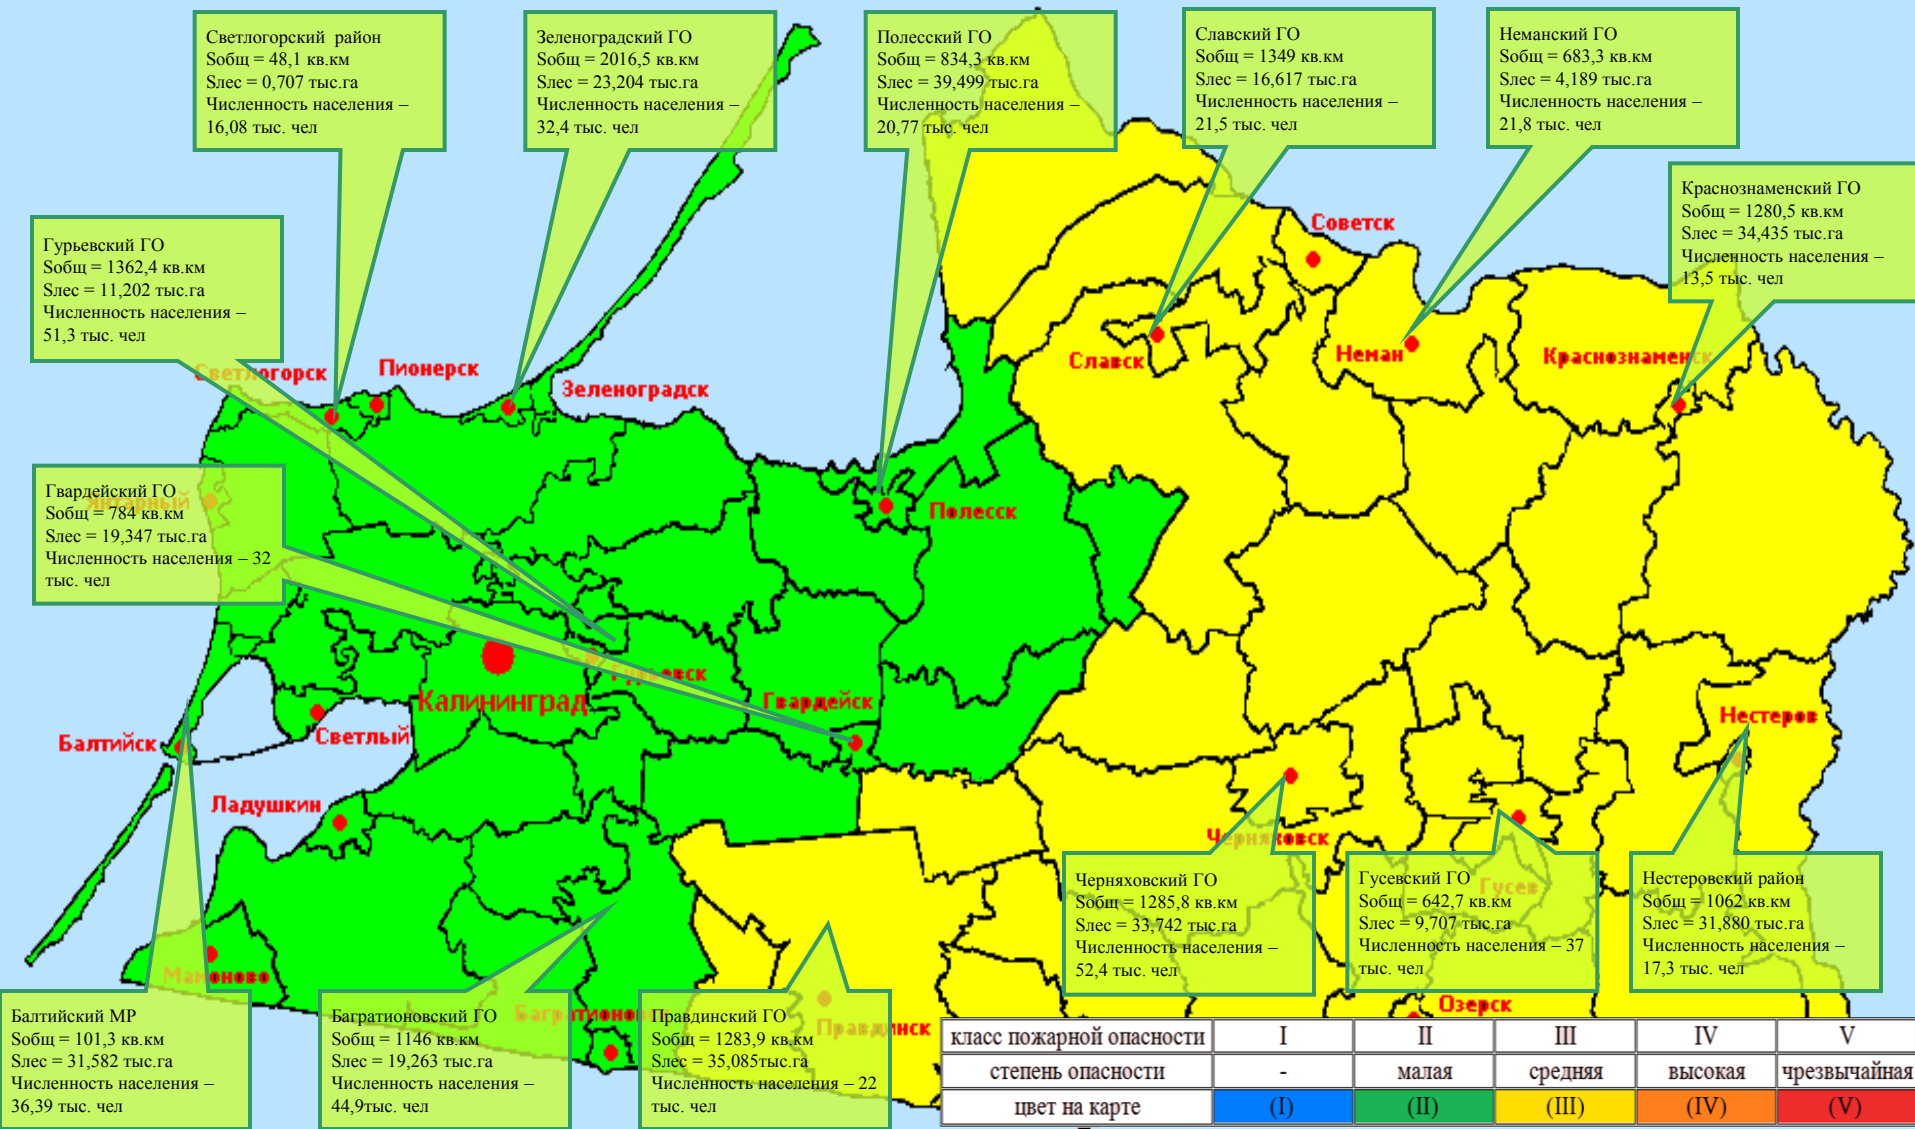 Светлогорский район
Sобщ = 48,1 кв.км
Sлес = 0,707 тыс.га
Численность населения –
16,08 тыс. чел
Зеленоградский ГО
Sобщ = 2016,5 кв.км
Sлес = 23,204 тыс.га
Численность населения –
32,4 тыс. чел
Полесский ГО
Sобщ = 834,3 кв.км
Sлес = 39,499 тыс.га
Численность населения –
20,77 тыс. чел
Славский ГО
Sобщ = 1349 кв.км
Sлес = 16,617 тыс.га
Численность населения –
21,5 тыс. чел
Неманский ГО
Sобщ = 683,3 кв.км
Sлес = 4,189 тыс.га
Численность населения –
21,8 тыс. чел
Краснознаменский ГО
Sобщ = 1280,5 кв.км
Sлес = 34,435 тыс.га
Численность населения –
13,5 тыс. чел
Гурьевский ГО
Sобщ = 1362,4 кв.км
Sлес = 11,202 тыс.га
Численность населения –
51,3 тыс. чел
Советск
Славск
Неман
Краснознаменск
Светлогорск
Пионерск
Зеленоградск
Гвардейский ГО
Sобщ = 784 кв.км
Sлес = 19,347 тыс.га
Численность населения – 32
тыс. чел
Янтарный
Полесск
Гурьевск
Калининград
Гвардейск
Нестеров
Балтийск
Светлый
Ладушкин
Черняховск
Гусев
Черняховский ГО
Sобщ = 1285,8 кв.км
Sлес = 33,742 тыс.га
Численность населения –
52,4 тыс. чел
Гусевский ГО
Sобщ = 642,7 кв.км
Sлес = 9,707 тыс.га
Численность населения – 37
тыс. чел
Нестеровский район
Sобщ = 1062 кв.км
Sлес = 31,880 тыс.га
Численность населения –
17,3 тыс. чел
Мамоново
Багратионовск
Правдинск
Озерск
Балтийский МР
Sобщ = 101,3 кв.км
Sлес = 31,582 тыс.га
Численность населения –
36,39 тыс. чел
Багратионовский ГО
Sобщ = 1146 кв.км
Sлес = 19,263 тыс.га
Численность населения –
44,9тыс. чел
Правдинский ГО
Sобщ = 1283,9 кв.км
Sлес = 35,085тыс.га
Численность населения – 22
тыс. чел
класс пожарной опасности I II III IV V
степень опасности - малая средняя высокая чрезвычайная
цвет на карте (I) (II) (III) (IV) (V)